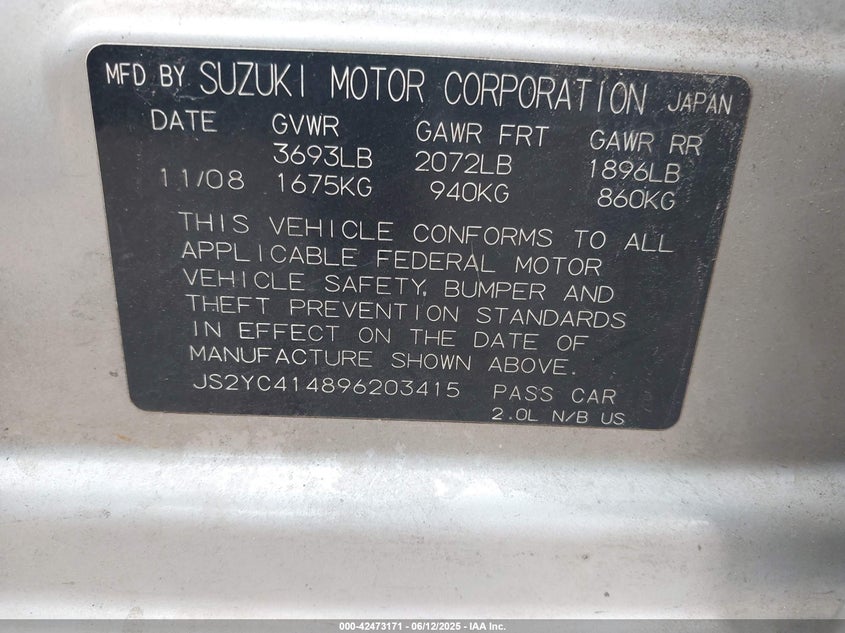 MFD BY SUZUKI MOTOR CORPORATION JAPAN
DATE GVWR GAWR FRT GAWR RR
3693LB 2072LB 1896LB
11/08 1675KG 940KG 860KG
THIS VEHICLE CONFORMS TO ALL
APPLICABLE FEDERAL MOTOR
VEHICLE SAFETY, BUMPER AND
THEFT PREVENTION STANDARDS
IN EFFECT ON THE DATE OF
MANUFACTURE SHOWN ABOVE.
JS2YC414896203415 PASS CAR
2.0L N/B US
000-42473171 - 06/12/2025 - IAA Inc.